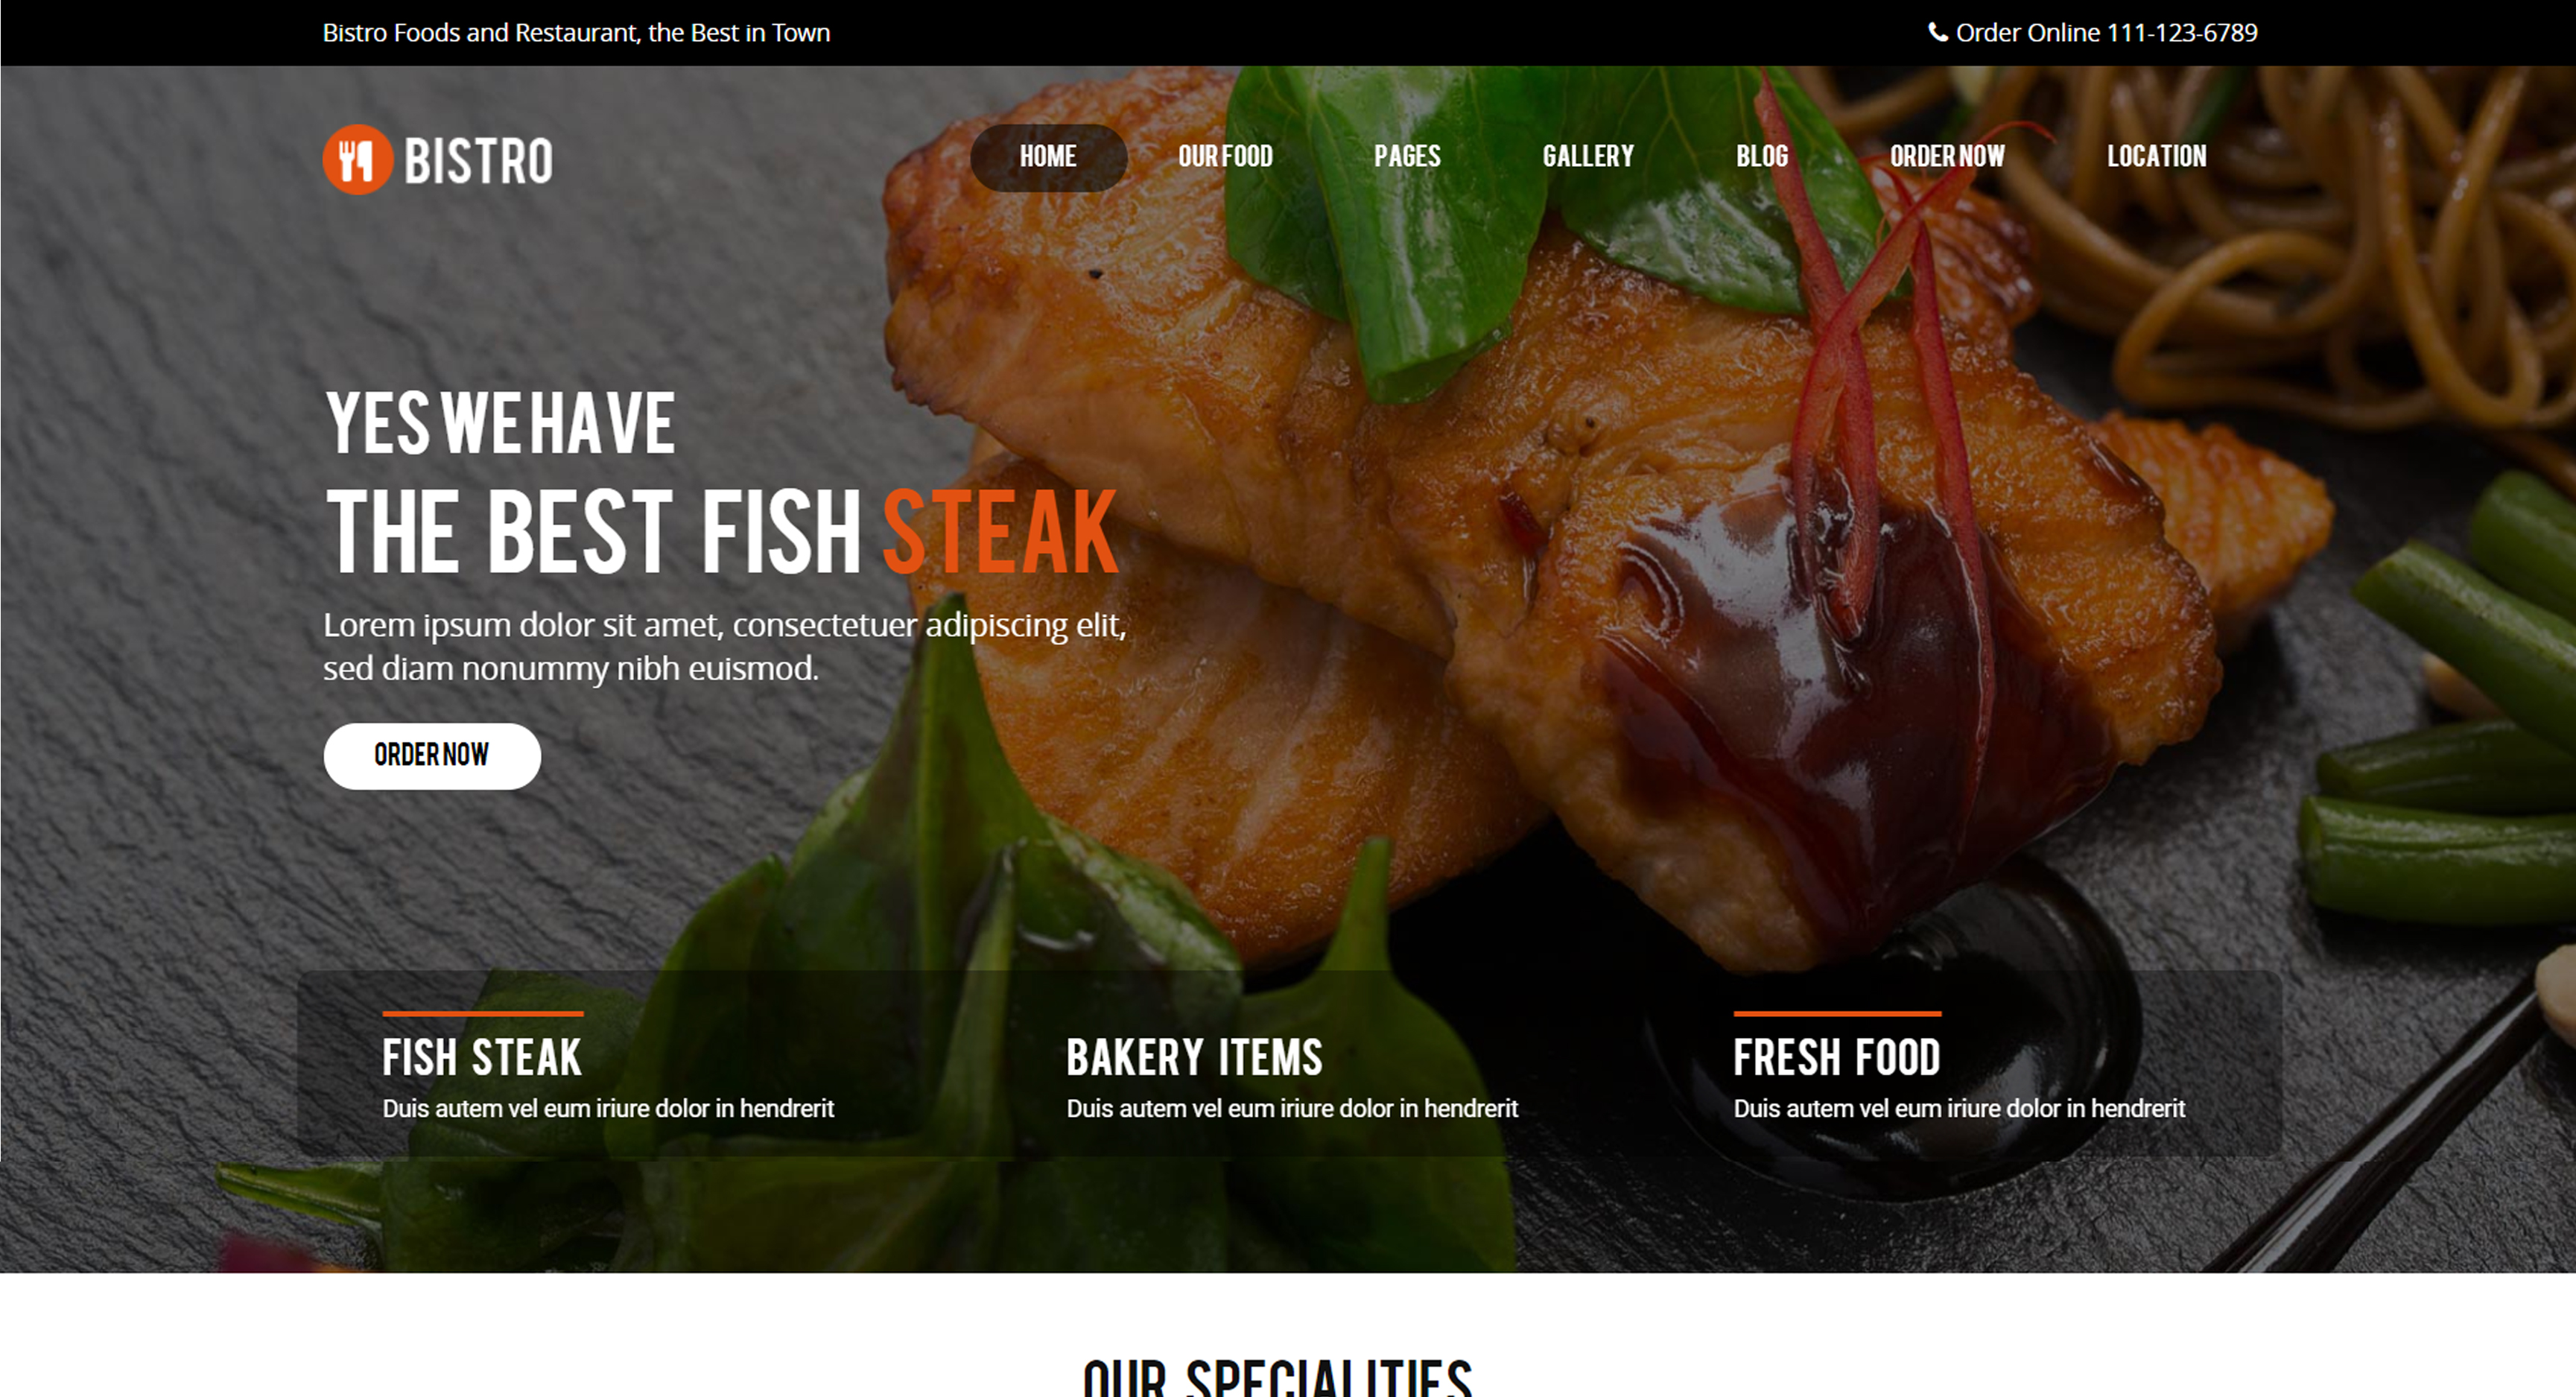 Bistro Foods and Restaurant, the Best in Town
Order Online 111-123-6789
BISTRO
HOME
OUR FOOD
PAGES
GALLERY
BLOG
ORDER NOW
LOCATION
YES WE HAVE
THE BEST FISH STEAK
Lorem ipsum dolor sit amet, consectetuer adipiscing elit,
sed diam nonummy nibh euismod.
ORDER NOW
FISH STEAK
Duis autem vel eum iriure dolor in hendrerit
BAKERY ITEMS
Duis autem vel eum iriure dolor in hendrerit
FRESH FOOD
Duis autem vel eum iriure dolor in hendrerit
OUR SPECIALITIES